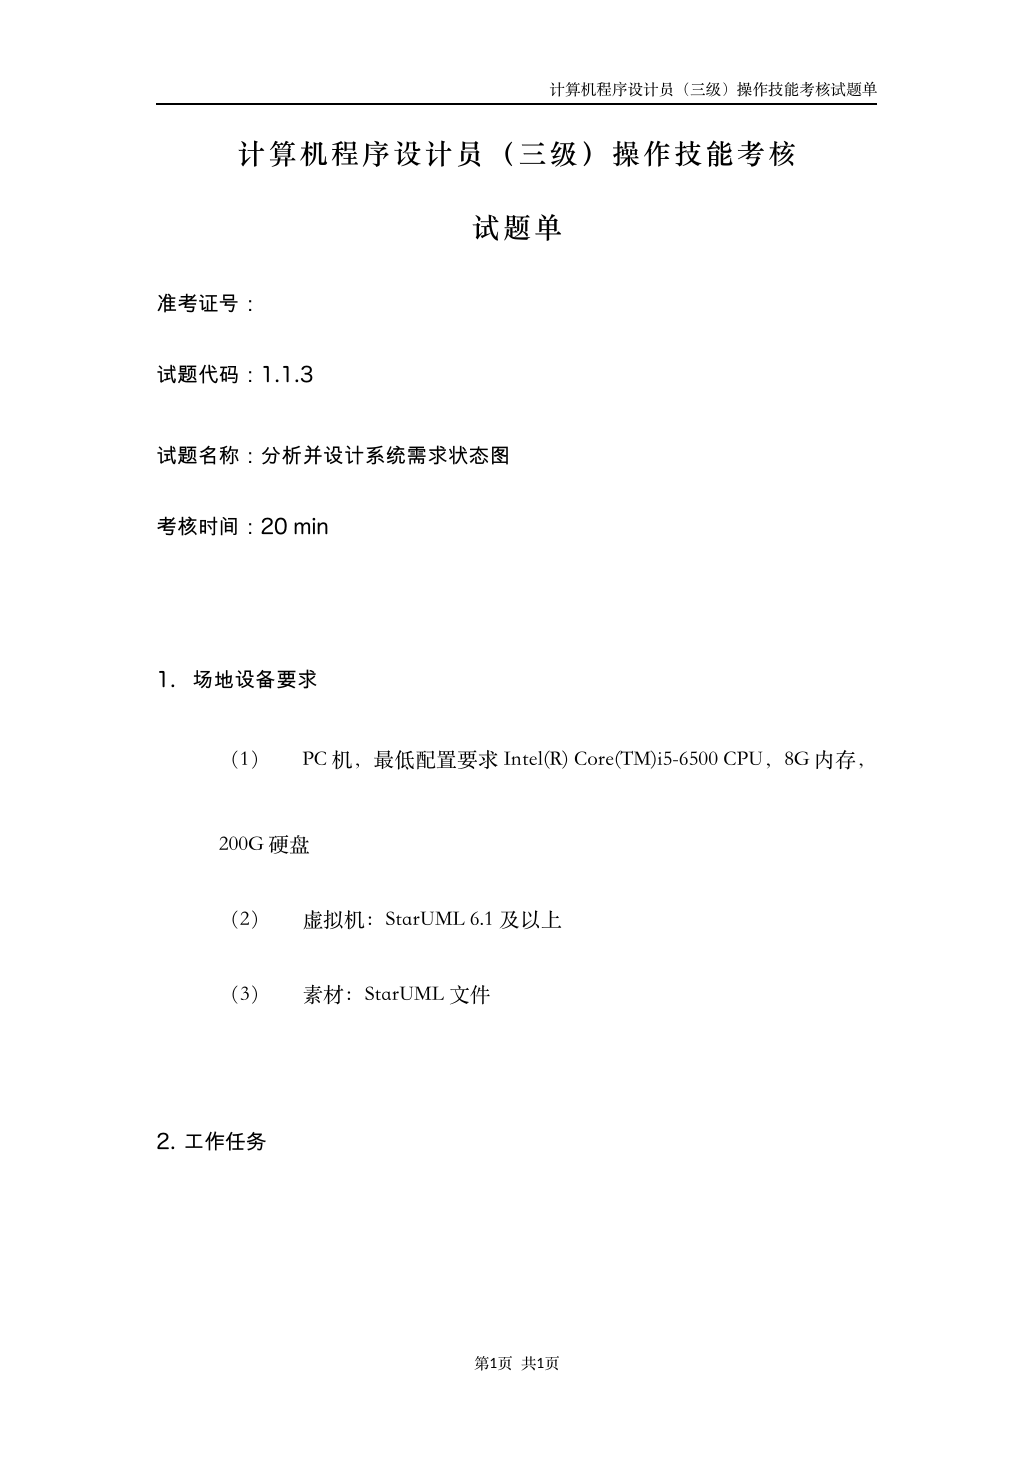 计算机程序设计员（三级）操作技能考核试题单
计算机程序设计员（三级）操作技能考核
试题单
准考证号：
试题代码：1.1.3
试题名称：分析并设计系统需求状态图
考核时间：20 min
1. 场地设备要求
（1） PC 机，最低配置要求 Intel(R) Core(TM)i5-6500 CPU，8G 内存，
200G 硬盘
（2） 虚拟机：StarUML 6.1 及以上
（3） 素材：StarUML 文件
2. 工作任务
第1页 共1页